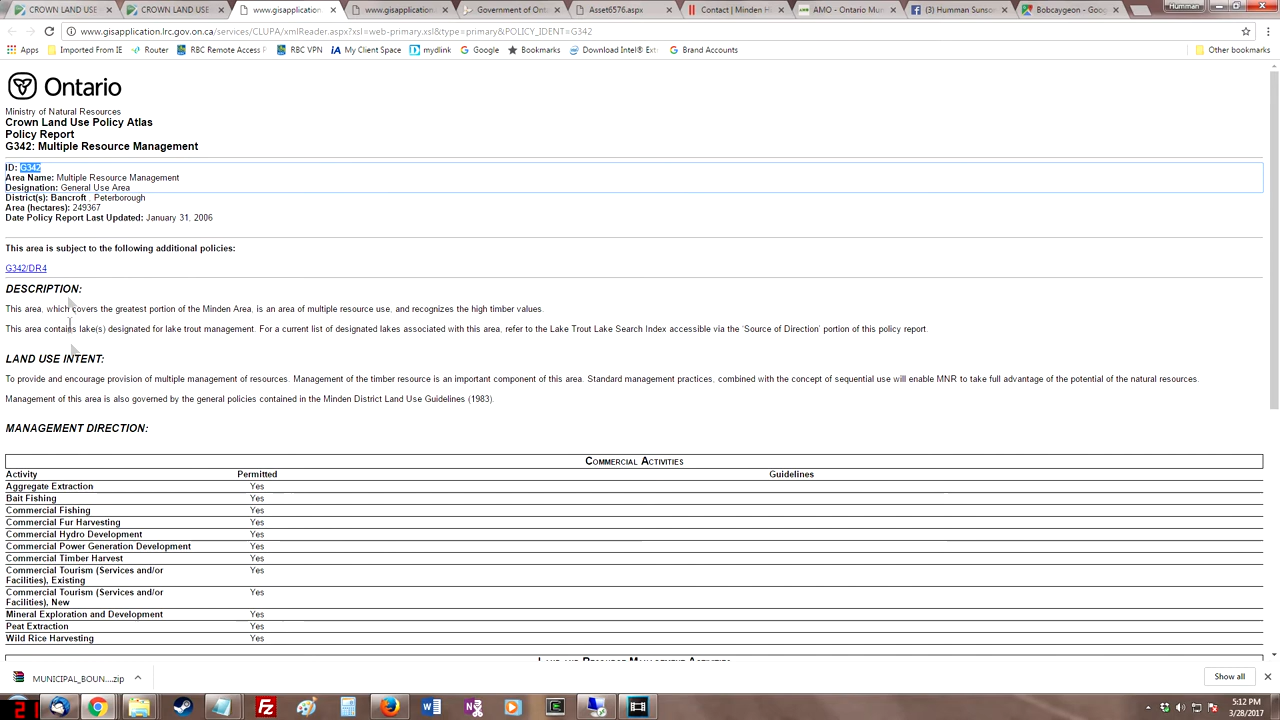 CROWN LAND USE
CROWN LAND USE
www.gisapplication
www.gisapplication
Government of Ontario
Asset6576.aspx
Contact | Minden H
AMO - Ontario Mun
(3) Humman Sunso
Bobcaygeon - Goo
Humman
www.gisapplication.lrc.gov.on.ca/services/CLUPA/xmlReader.aspx?xsl=web-primary.xsl&type=primary&POLICY_IDENT=G342
Apps
Imported From IE
Router
RBC Remote Access P
RBC VPN
My Client Space
mydlink
Google
Bookmarks
Download Intel® Ext
Brand Accounts
Other bookmarks
Ontario
Ministry of Natural Resources
Crown Land Use Policy Atlas
Policy Report
G342: Multiple Resource Management
ID: G342
Area Name: Multiple Resource Management
Designation: General Use Area
District(s): Bancroft , Peterborough
Area (hectares): 249367
Date Policy Report Last Updated: January 31, 2006
This area is subject to the following additional policies:
G342/DR4
DESCRIPTION:
This area, which covers the greatest portion of the Minden Area, is an area of multiple resource use, and recognizes the high timber values.
This area contains lake(s) designated for lake trout management. For a current list of designated lakes associated with this area, refer to the Lake Trout Lake Search Index accessible via the 'Source of Direction' portion of this policy report.
LAND USE INTENT:
To provide and encourage provision of multiple management of resources. Management of the timber resource is an important component of this area. Standard management practices, combined with the concept of sequential use will enable MNR to take full advantage of the potential of the natural resources.
Management of this area is also governed by the general policies contained in the Minden District Land Use Guidelines (1983).
MANAGEMENT DIRECTION:
COMMERCIAL ACTIVITIES
Activity Permitted Guidelines
Aggregate Extraction Yes
Bait Fishing Yes
Commercial Fishing Yes
Commercial Fur Harvesting Yes
Commercial Hydro Development Yes
Commercial Power Generation Development Yes
Commercial Timber Harvest Yes
Commercial Tourism (Services and/or Yes
Facilities), Existing
Commercial Tourism (Services and/or Yes
Facilities), New
Mineral Exploration and Development Yes
Peat Extraction Yes
Wild Rice Harvesting Yes
LAND AND RESOURCE MANAGEMENT ACTIVITIES
MUNICIPAL_BOUN....zip
Show all
5:12 PM
3/28/2017